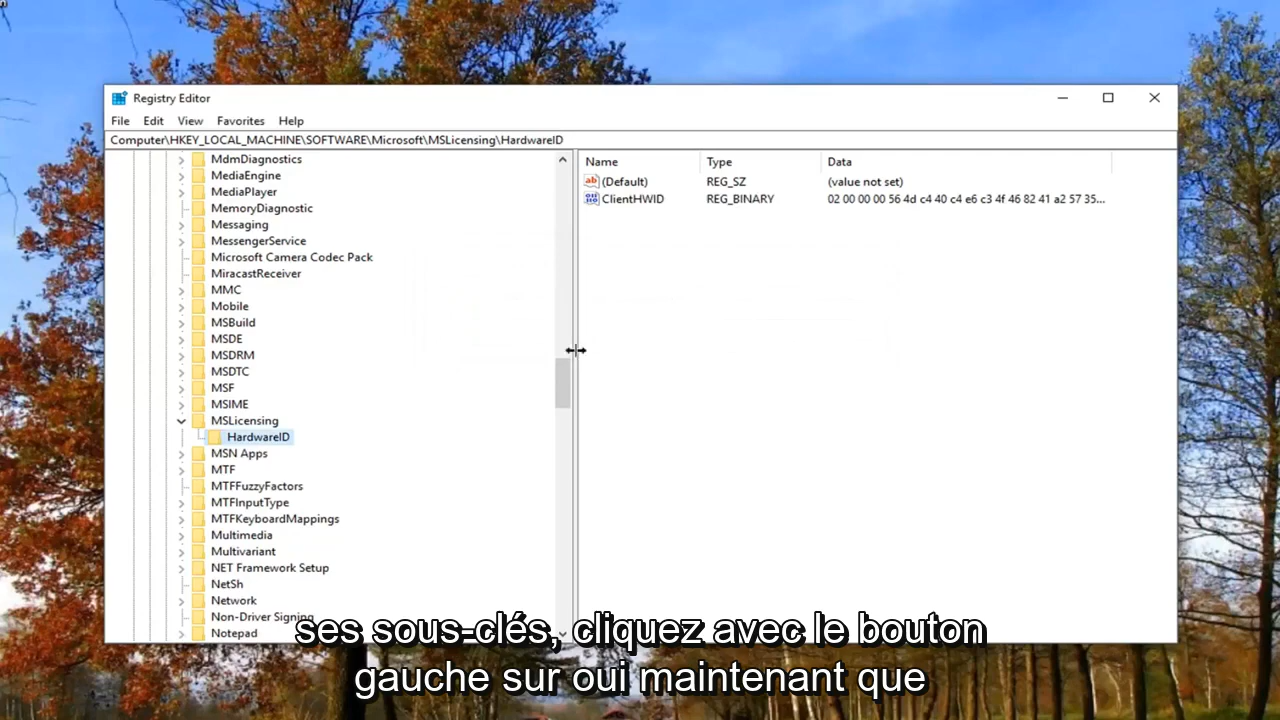 Registry Editor
File Edit View Favorites Help
Computer\HKEY_LOCAL_MACHINE\SOFTWARE\Microsoft\MSLicensing\HardwareID
MdmDiagnostics
MediaEngine
MediaPlayer
MemoryDiagnostic
Messaging
MessengerService
Microsoft Camera Codec Pack
MiracastReceiver
MMC
Mobile
MSBuild
MSDE
MSDRM
MSDTC
MSF
MSIME
MSLicensing
HardwareID
MSN Apps
MTF
MTFFuzzyFactors
MTFInputType
MTFKeyboardMappings
Multimedia
Multivariant
NET Framework Setup
NetSh
Network
Non-Driver Signing
Notepad
Name Type Data
(Default) REG_SZ (value not set)
ClientHWID REG_BINARY 02 00 00 00 56 4d c4 40 c4 e6 c3 4f 46 82 41 a2 57 35...
ses sous-clés, cliquez avec le bouton
gauche sur oui maintenant que